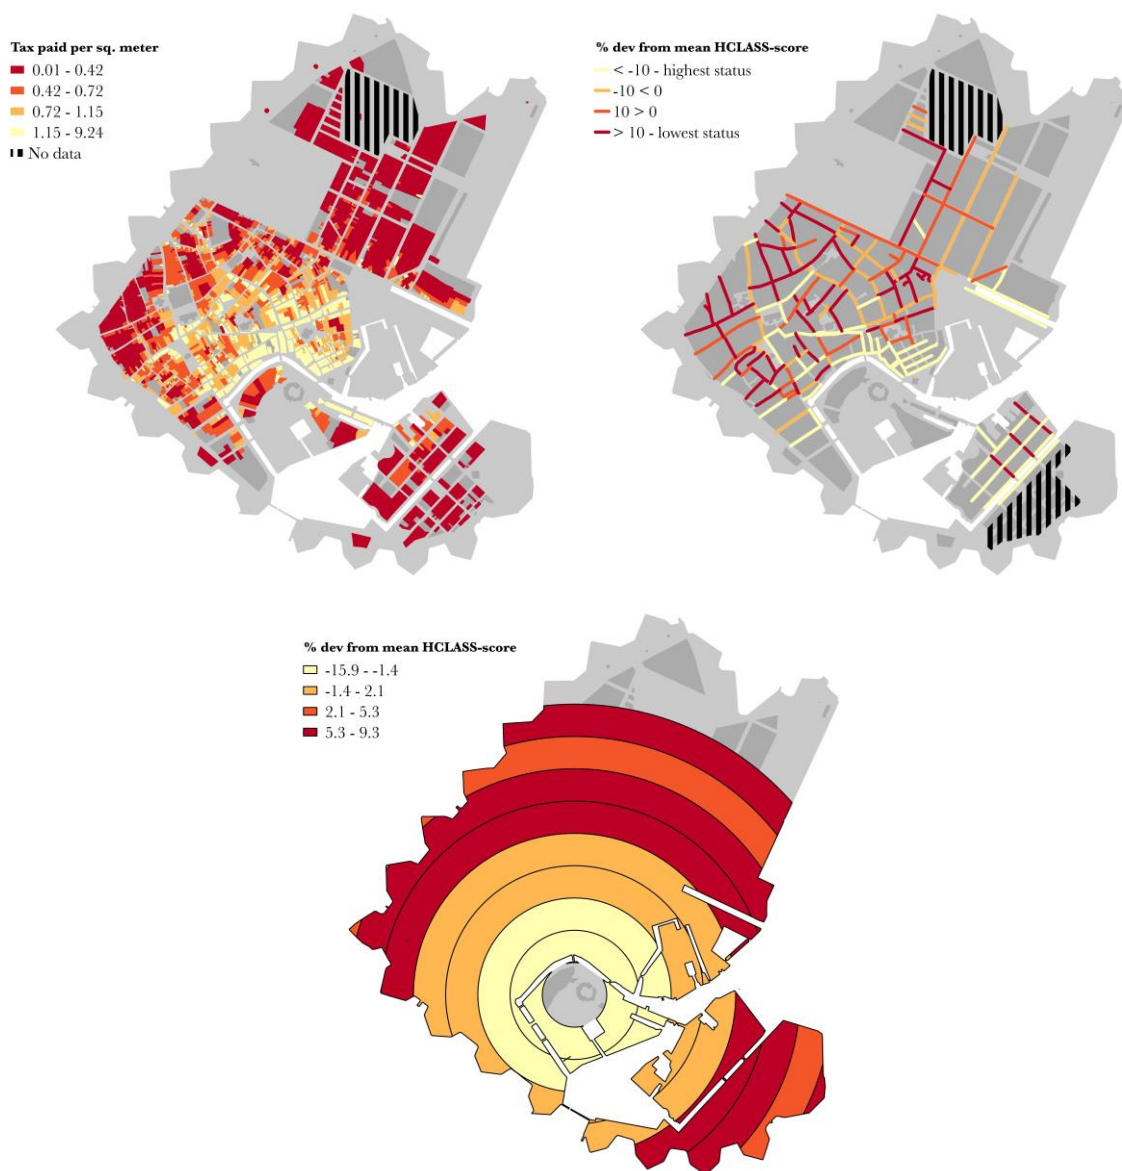 Tax paid per sq. meter
0.01 - 0.42
0.42 - 0.72
0.72 - 1.15
1.15 - 9.24
No data
% dev from mean HCLASS-score
< -10 - highest status
-10 < 0
10 > 0
> 10 - lowest status
% dev from mean HCLASS-score
-15.9 - -1.4
-1.4 - 2.1
2.1 - 5.3
5.3 - 9.3